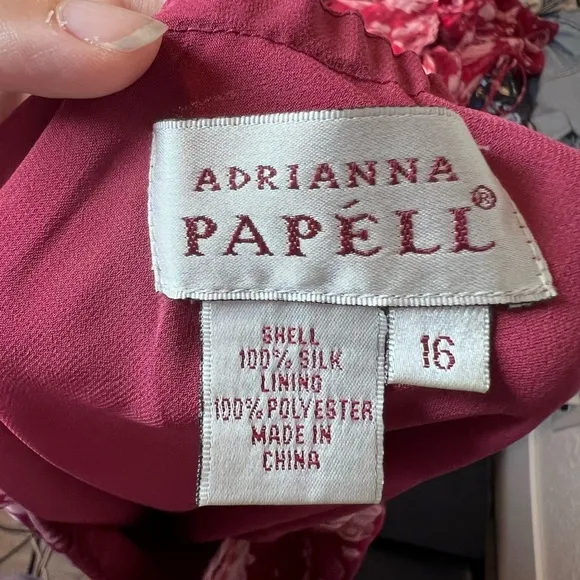 ADRIANNA
PAPÉLL®
SHELL
100% SILK
LINING
100% POLYESTER
MADE IN
CHINA
16